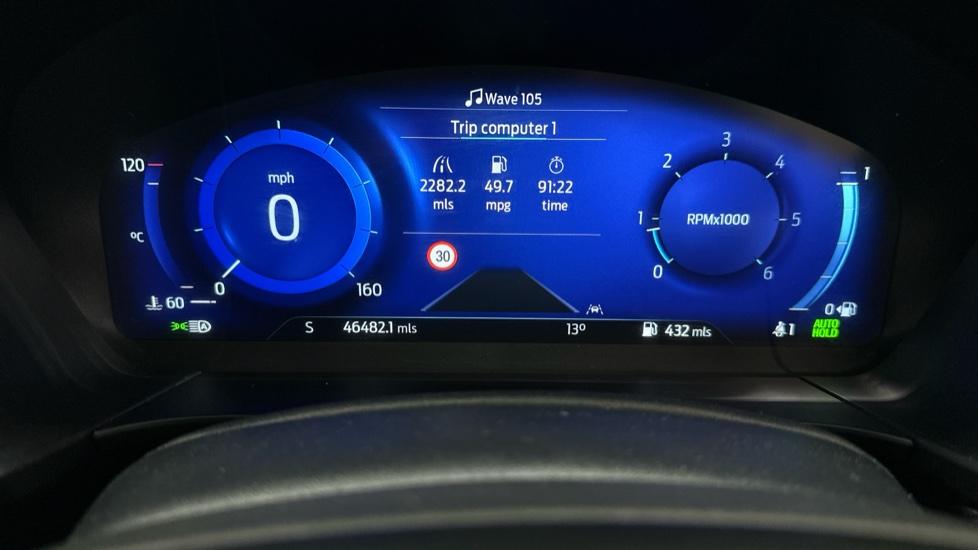 Wave 105
Trip computer 1
2282.2 49.7 91:22
mls mpg time
120
°C
60
mph
0
0 160
30
0 1 2 3 4 5 6
RPMx1000
1
0
S 46482.1 mls 13° 432 mls 1 AUTO
HOLD
A